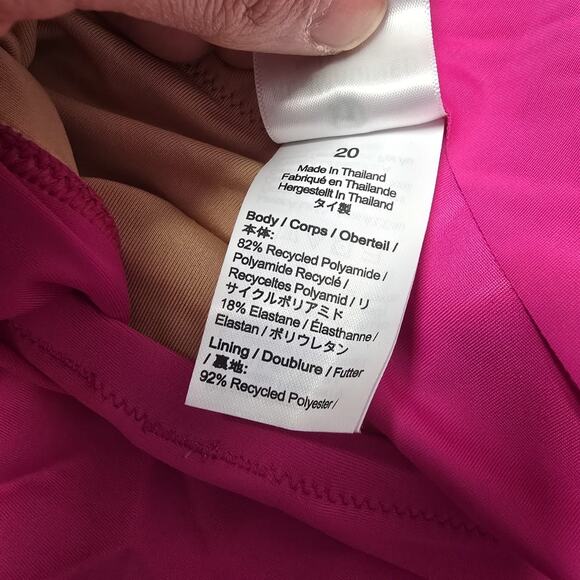 20
Made In Thailand
Fabriqué en Thailande
Hergestellt In Thailand
タイ製
Body / Corps / Oberteil /
本体:
82% Recycled Polyamide /
Polyamide Recyclé /
Recyceltes Polyamid / リ
サイクルポリアミド
18% Elastane / Élasthanne /
Elastan / ポリウレタン
Lining / Doublure / Futter
/ 裏地:
92% Recycled Polyester /